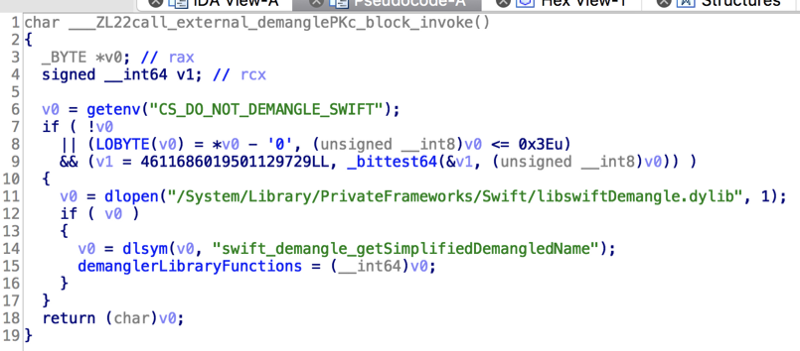 IDA View-A Pseudocode-A Hex View-1 Structures
1 char ___ZL22call_external_demanglePKc_block_invoke()
2 {
3   _BYTE *v0; // rax
4   signed __int64 v1; // rcx
5
6   v0 = getenv("CS_DO_NOT_DEMANGLE_SWIFT");
7   if ( !v0
8     || (LOBYTE(v0) = *v0 - '0', (unsigned __int8)v0 <= 0x3Eu)
9     && (v1 = 4611686019501129729LL, _bittest64(&v1, (unsigned __int8)v0)) )
10   {
11     v0 = dlopen("/System/Library/PrivateFrameworks/Swift/libswiftDemangle.dylib", 1);
12     if ( v0 )
13     {
14       v0 = dlsym(v0, "swift_demangle_getSimplifiedDemangledName");
15       demanglerLibraryFunctions = (__int64)v0;
16     }
17   }
18   return (char)v0;
19 }